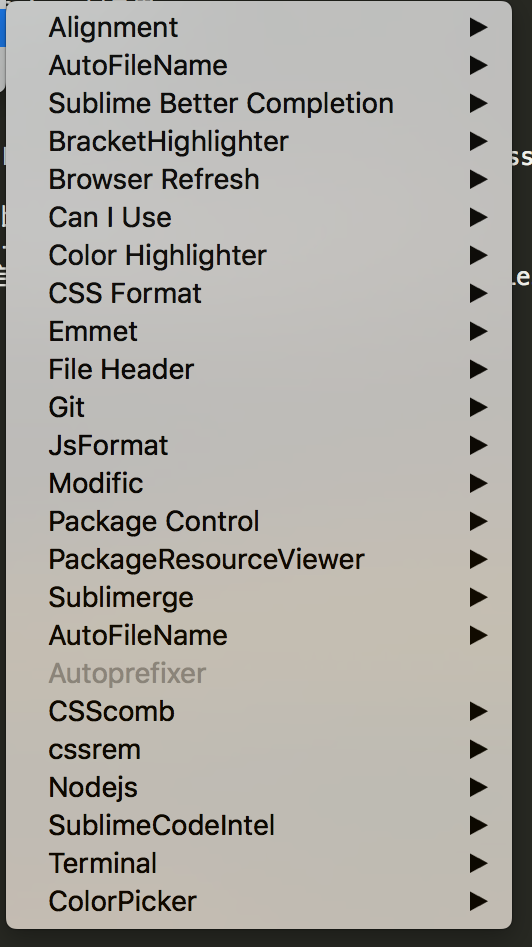 Alignment
AutoFileName
Sublime Better Completion
BracketHighlighter
Browser Refresh
Can I Use
Color Highlighter
CSS Format
Emmet
File Header
Git
JsFormat
Modific
Package Control
PackageResourceViewer
Sublimerge
AutoFileName
Autoprefixer
CSScomb
cssrem
Nodejs
SublimeCodeIntel
Terminal
ColorPicker